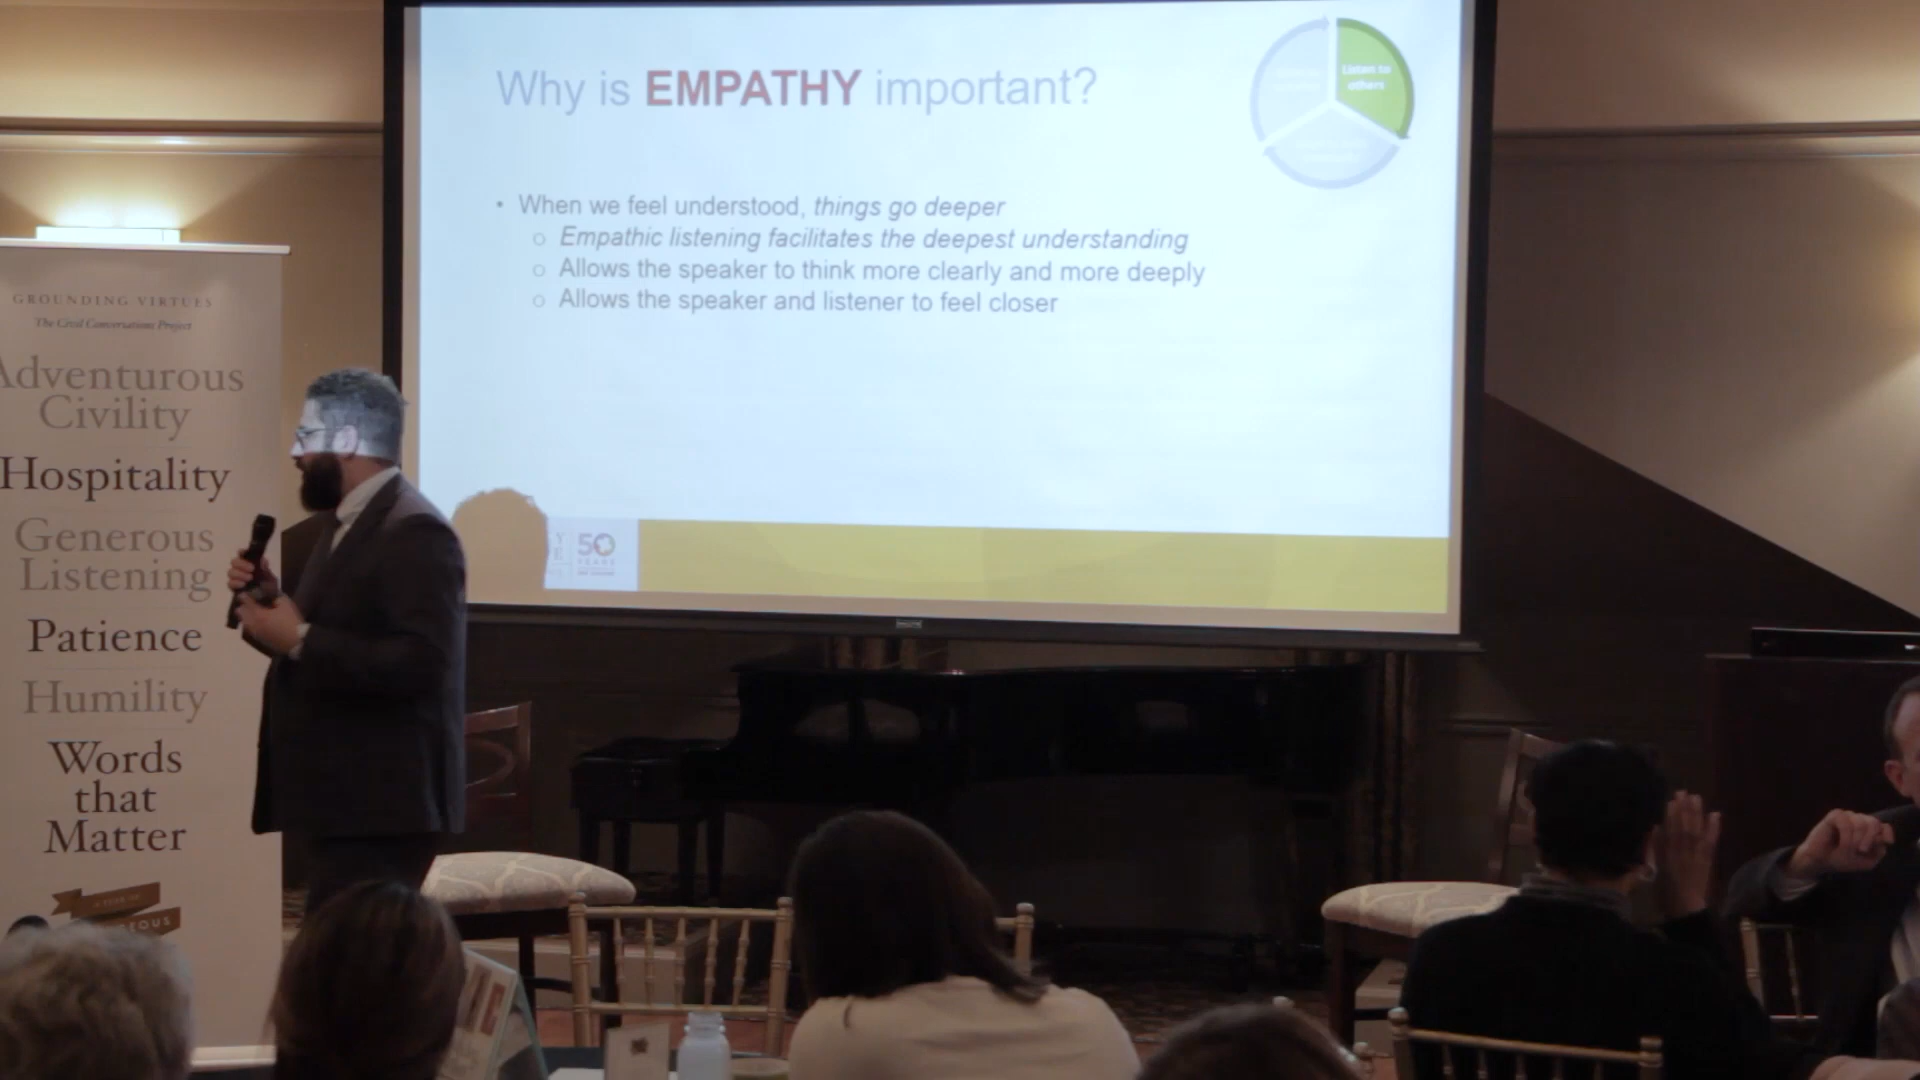 Why is EMPATHY important?
Listen to
others
• When we feel understood, things go deeper
o Empathic listening facilitates the deepest understanding
o Allows the speaker to think more clearly and more deeply
o Allows the speaker and listener to feel closer
50
YEARS
GROUNDING VIRTUES
The Civil Conversations Project
Adventurous
Civility
Hospitality
Generous
Listening
Patience
Humility
Words
that
Matter